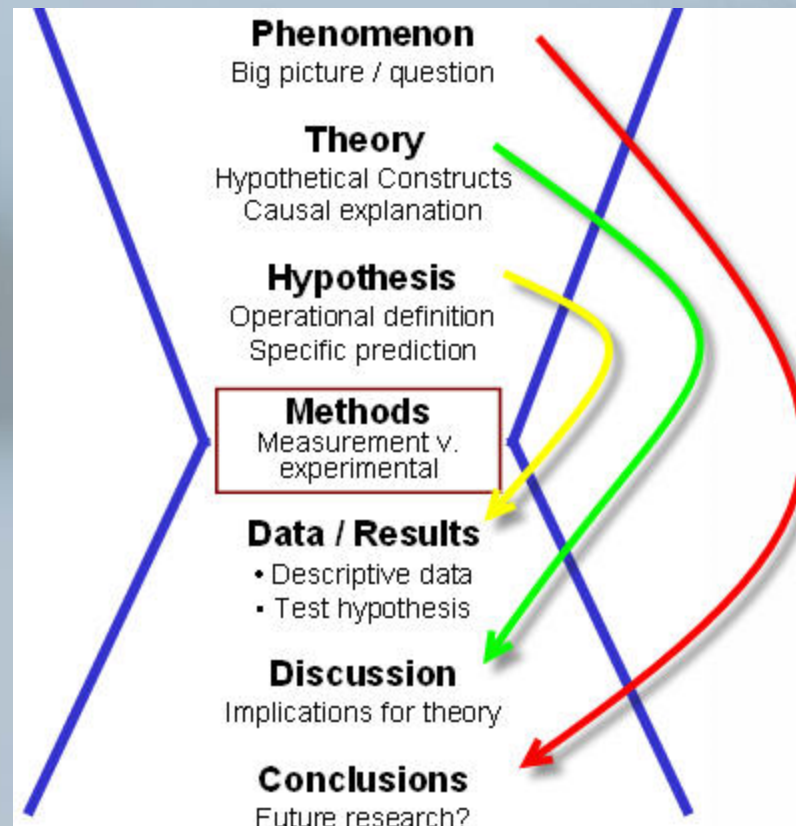 Phenomenon
Big picture / question
Theory
Hypothetical Constructs
Causal explanation
Hypothesis
Operational definition
Specific prediction
Methods
Measurement v.
experimental
Data / Results
• Descriptive data
• Test hypothesis
Discussion
Implications for theory
Conclusions
Future research?